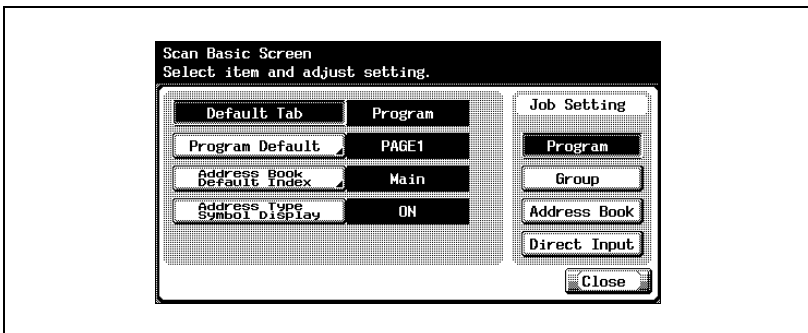 Scan Basic Screen
Select item and adjust setting.
Default Tab
Program
Program Default
PAGE1
Address Book
Default Index
Main
Address Type
Symbol Display
ON
Job Setting
Program
Group
Address Book
Direct Input
Close